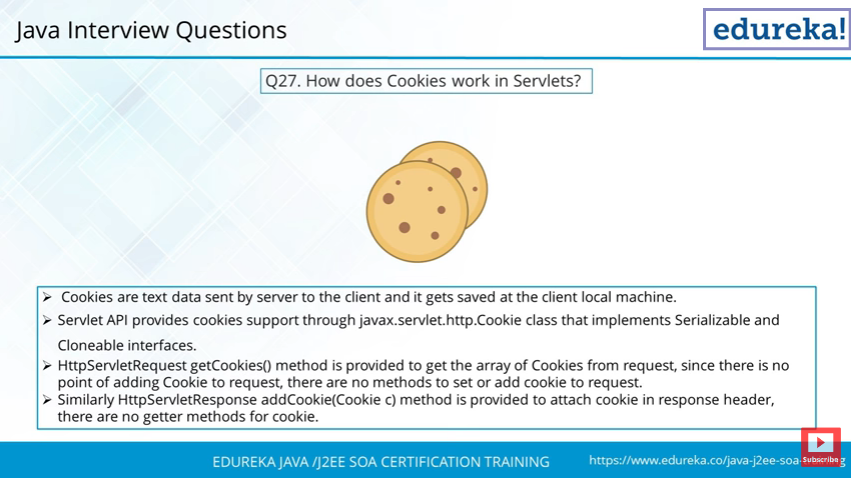 Java Interview Questions
edureka!
Q27. How does Cookies work in Servlets?
➢ Cookies are text data sent by server to the client and it gets saved at the client local machine.
➢ Servlet API provides cookies support through javax.servlet.http.Cookie class that implements Serializable and
Cloneable interfaces.
➢ HttpServletRequest getCookies() method is provided to get the array of Cookies from request, since there is no
point of adding Cookie to request, there are no methods to set or add cookie to request.
➢ Similarly HttpServletResponse addCookie(Cookie c) method is provided to attach cookie in response header,
there are no getter methods for cookie.
EDUREKA JAVA /J2EE SOA CERTIFICATION TRAINING
https://www.edureka.co/java-j2ee-soa-
Subscribe